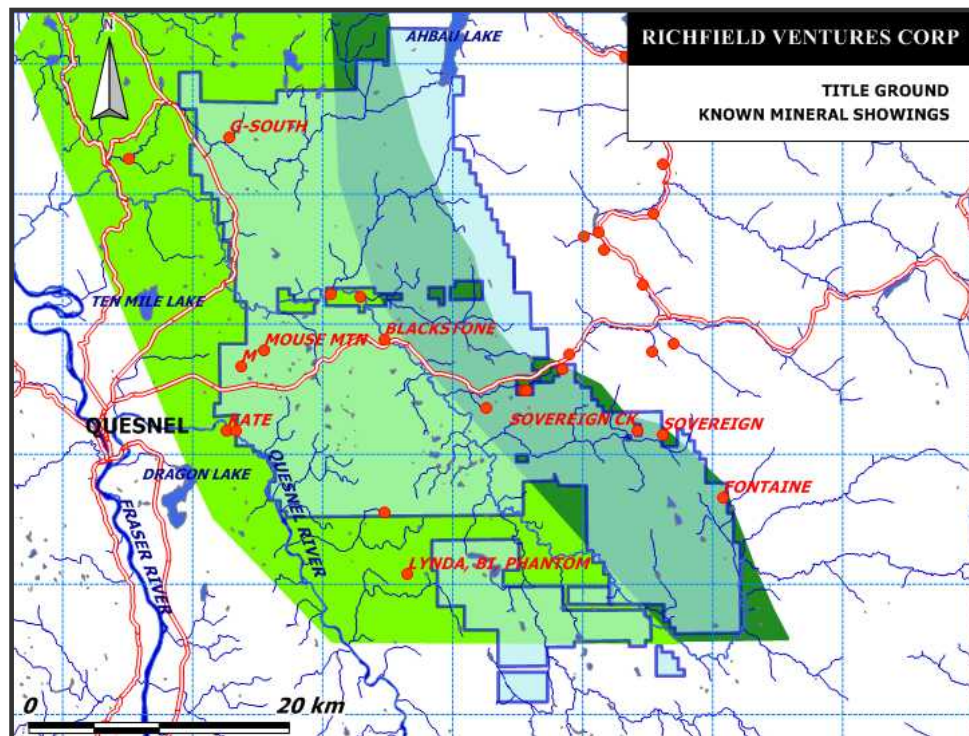 N
AHBAU LAKE
RICHFIELD VENTURES CORP
TITLE GROUND
KNOWN MINERAL SHOWINGS
G-SOUTH
TEN MILE LAKE
BLACKSTONE
MOUSE MTN
M
QUESNEL
KATE
SOVEREIGN CK
SOVEREIGN
DRAGON LAKE
QUESNEL RIVER
FONTAINE
FRASER RIVER
LYNDA, BI, PHANTOM
0 20 km